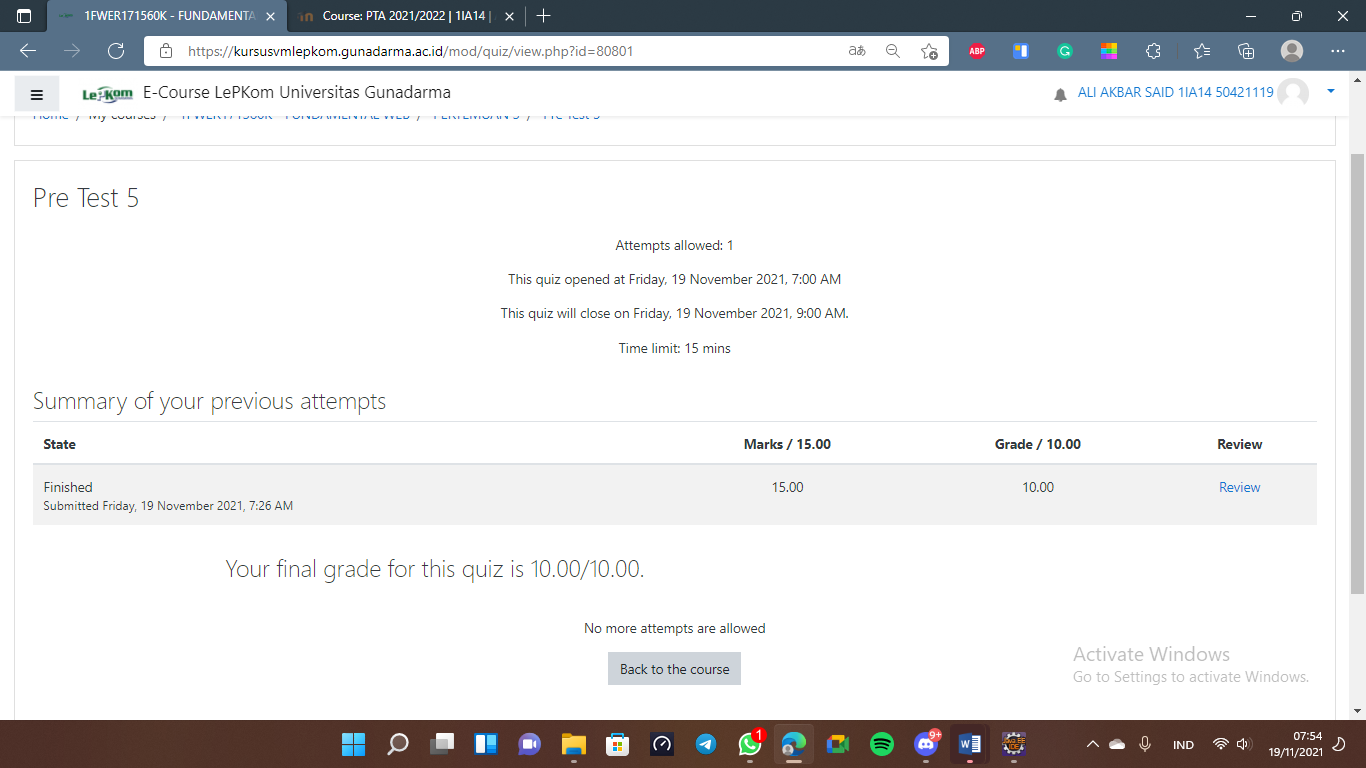 1FWER171560K - FUNDAMENTA
Course: PTA 2021/2022 | 1IA14 |
https://kursusvmlepkom.gunadarma.ac.id/mod/quiz/view.php?id=80801
ABP
LePKom E-Course LePKom Universitas Gunadarma
ALI AKBAR SAID 1IA14 50421119
Home / My courses / 1FWER171560K - FUNDAMENTAL WEB / PERTEMUAN 5 / Pre Test 5
Pre Test 5
Attempts allowed: 1
This quiz opened at Friday, 19 November 2021, 7:00 AM
This quiz will close on Friday, 19 November 2021, 9:00 AM.
Time limit: 15 mins
Summary of your previous attempts
State Marks / 15.00 Grade / 10.00 Review
Finished 15.00 10.00 Review
Submitted Friday, 19 November 2021, 7:26 AM
Your final grade for this quiz is 10.00/10.00.
No more attempts are allowed
Back to the course
Activate Windows
Go to Settings to activate Windows.
1
9+
IND
07:54
19/11/2021